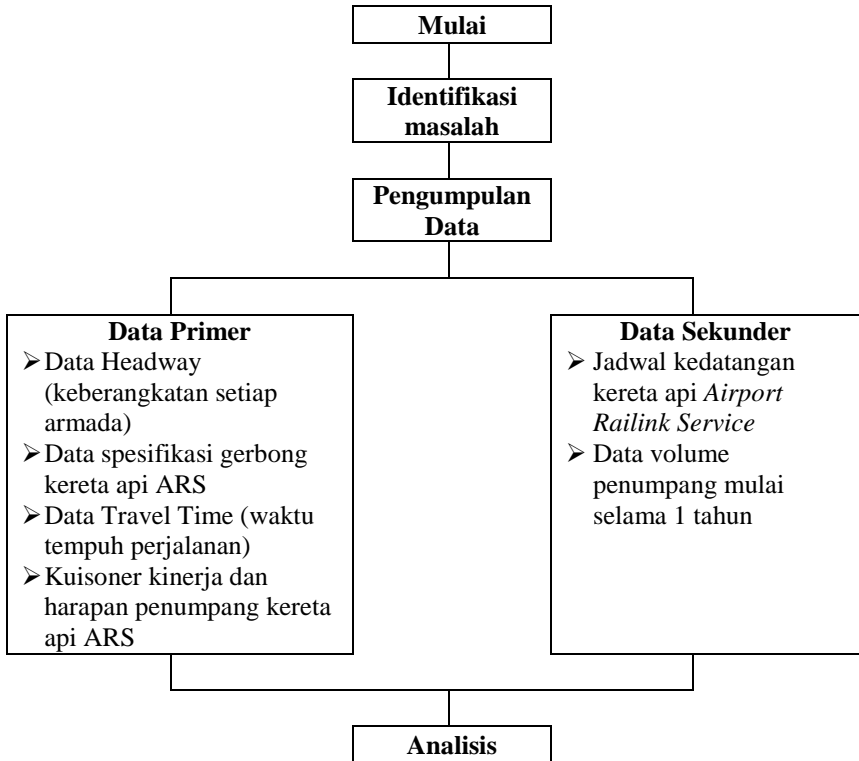 Mulai
Identifikasi
masalah
Pengumpulan
Data
Data Primer
➢Data Headway
(keberangkatan setiap
armada)
➢Data spesifikasi gerbong
kereta api ARS
➢Data Travel Time (waktu
tempuh perjalanan)
➢Kuisoner kinerja dan
harapan penumpang kereta
api ARS
Data Sekunder
➢ Jadwal kedatangan
kereta api Airport
Railink Service
➢ Data volume
penumpang mulai
selama 1 tahun
Analisis